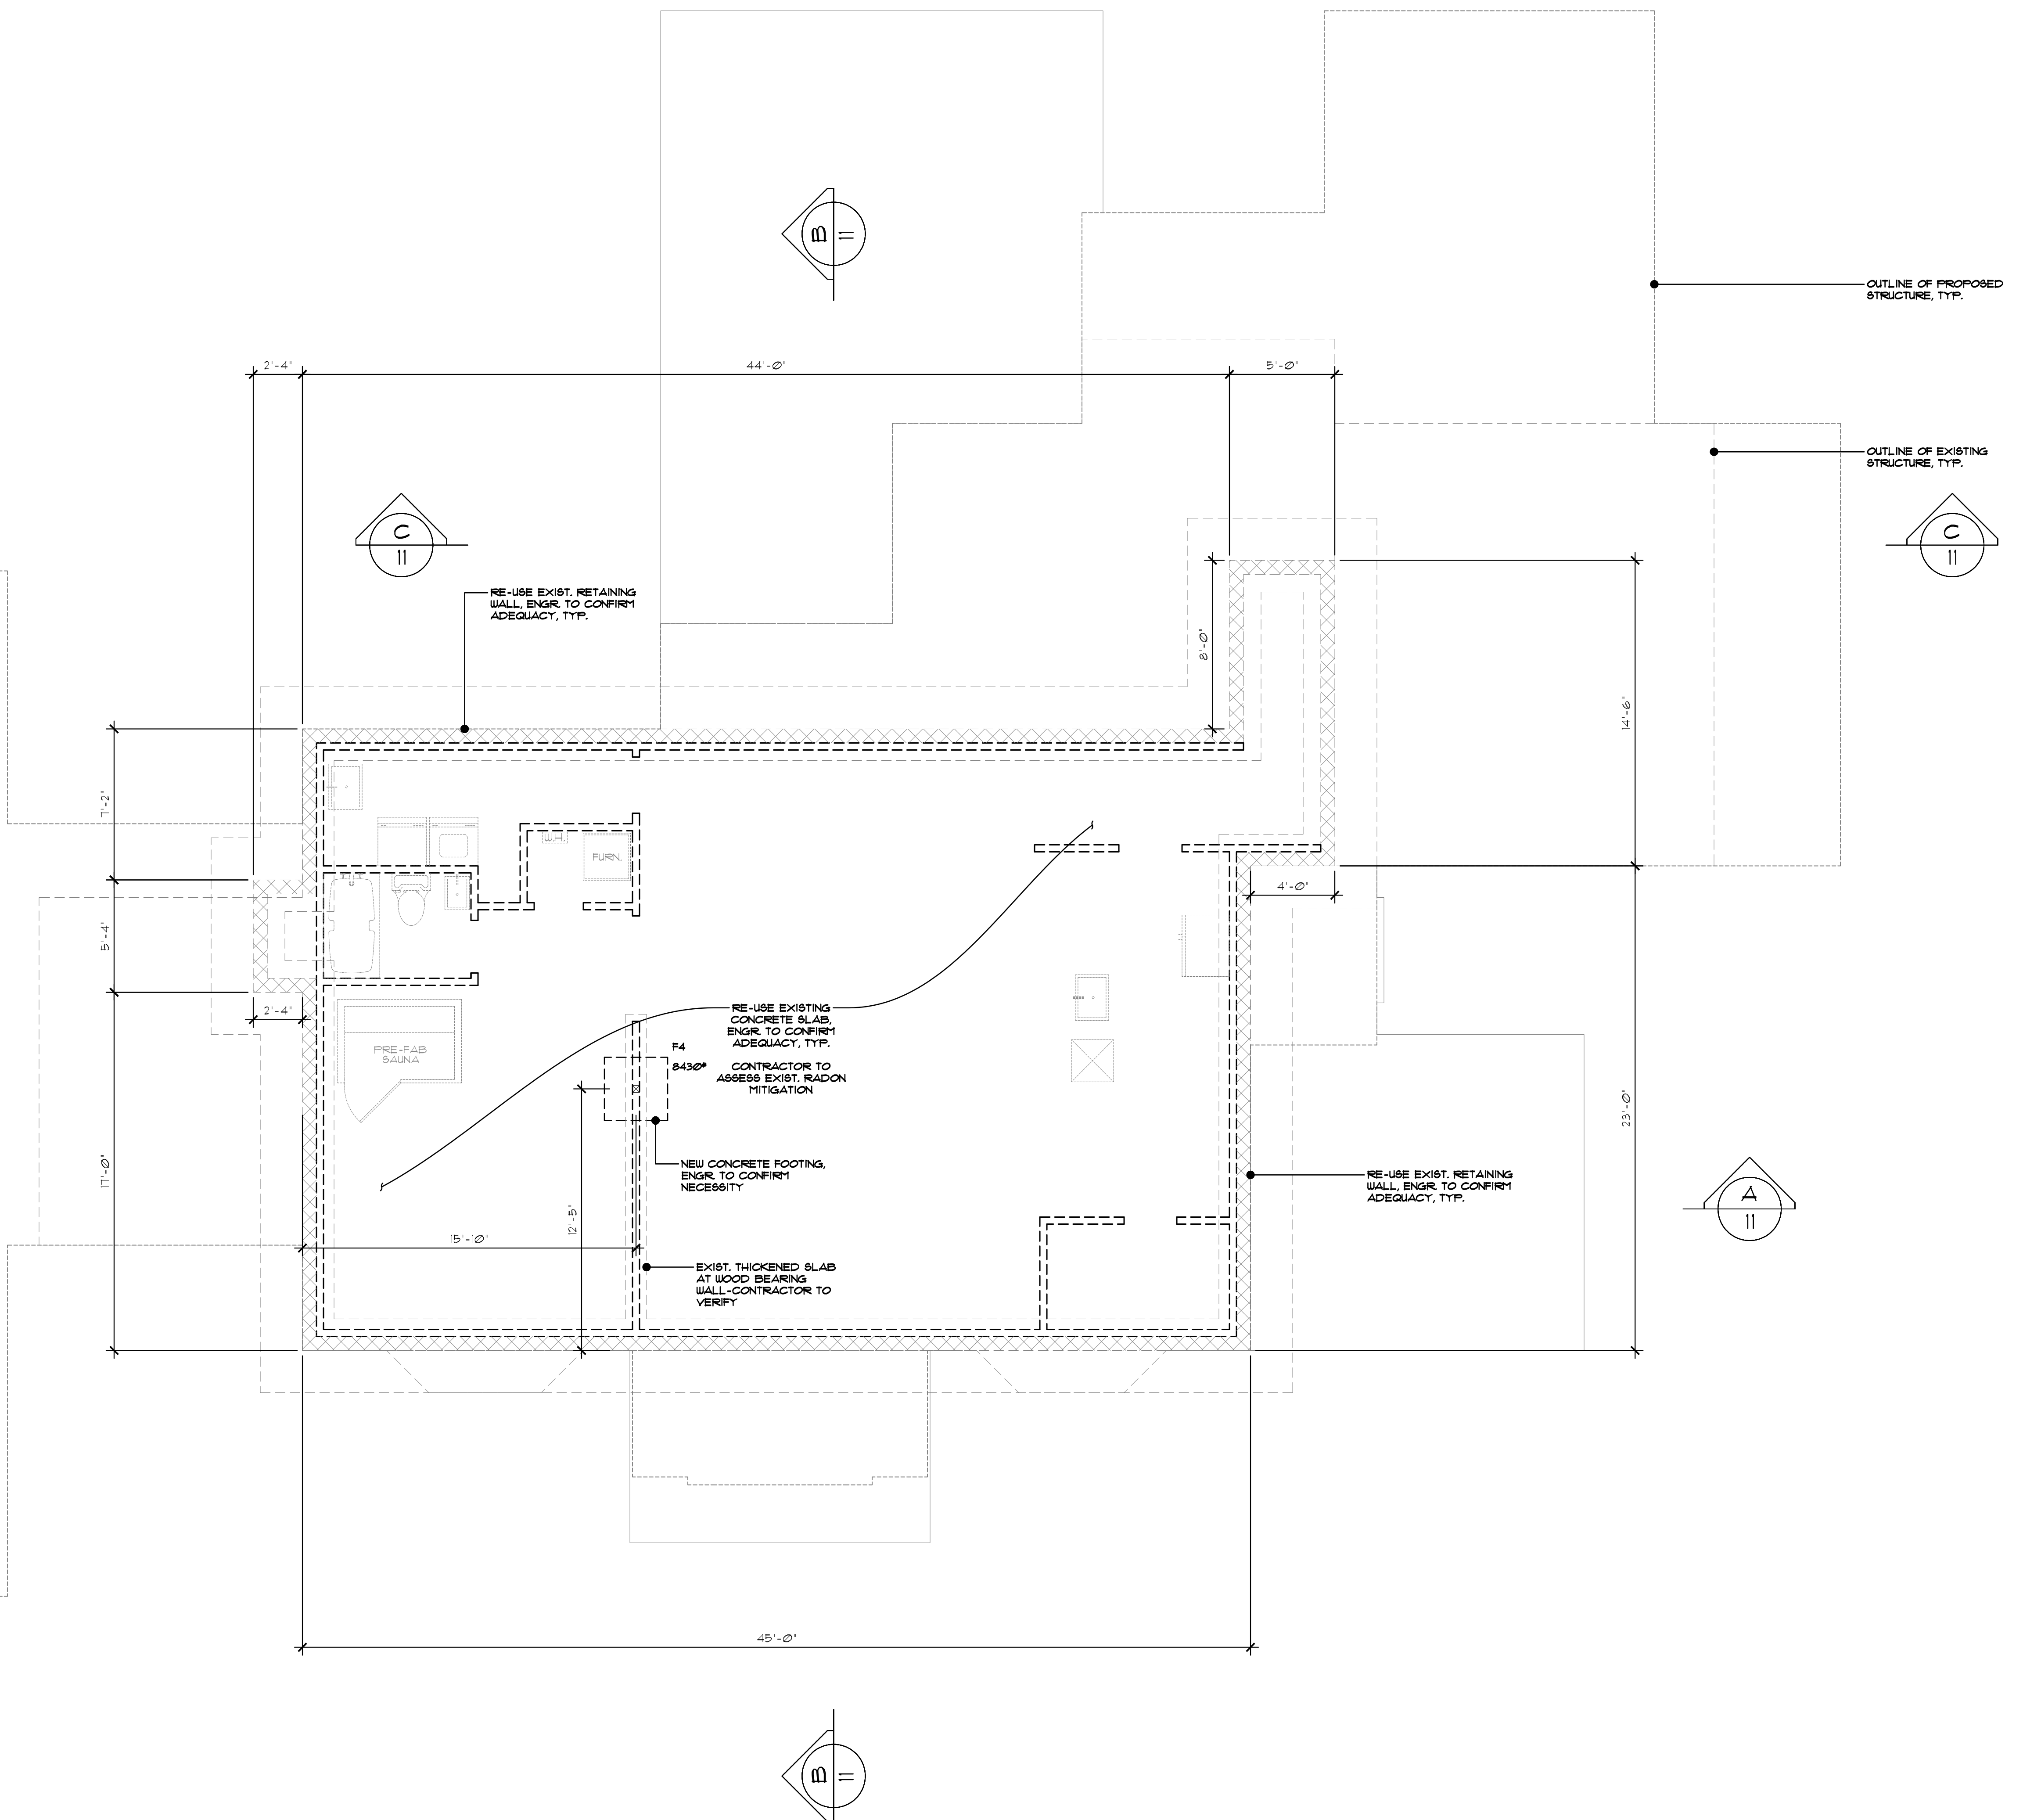 B
11
OUTLINE OF PROPOSED
STRUCTURE, TYP.
2'-4"
44'-0"
5'-0"
OUTLINE OF EXISTING
STRUCTURE, TYP.
C
11
C
11
RE-USE EXIST. RETAINING
WALL, ENGR. TO CONFIRM
ADEQUACY, TYP.
8'-0"
14'-6"
7'-2"
W.H.
FURN.
4'-0"
5'-4"
2'-4"
RE-USE EXISTING
CONCRETE SLAB,
ENGR. TO CONFIRM
ADEQUACY, TYP.
PRE-FAB
SAUNA
F4
8430#
CONTRACTOR TO
ASSESS EXIST. RADON
MITIGATION
23'-0"
17'-0"
NEW CONCRETE FOOTING,
ENGR. TO CONFIRM
NECESSITY
RE-USE EXIST. RETAINING
WALL, ENGR. TO CONFIRM
ADEQUACY, TYP.
A
11
12'-5"
15'-10"
EXIST. THICKENED SLAB
AT WOOD BEARING
WALL-CONTRACTOR TO
VERIFY
45'-0"
B
11